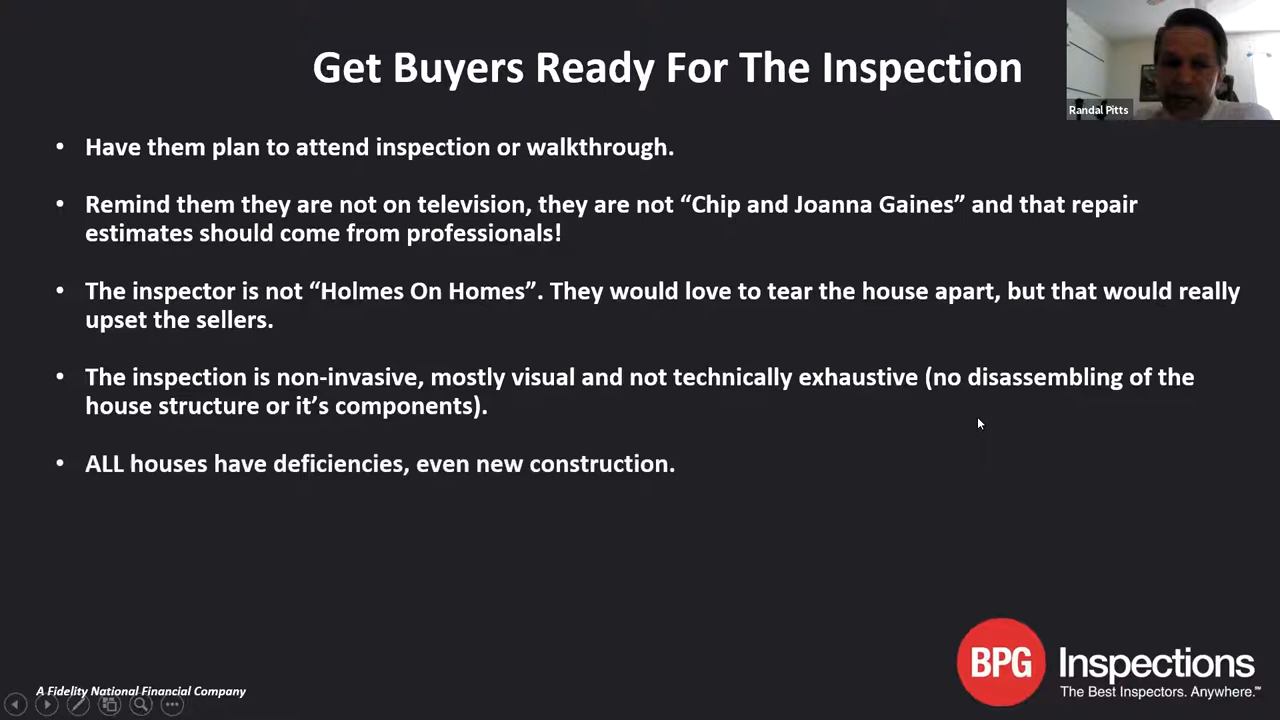 Get Buyers Ready For The Inspection
Randal Pitts
• Have them plan to attend inspection or walkthrough.
• Remind them they are not on television, they are not “Chip and Joanna Gaines” and that repair
estimates should come from professionals!
• The inspector is not “Holmes On Homes”. They would love to tear the house apart, but that would really
upset the sellers.
• The inspection is non-invasive, mostly visual and not technically exhaustive (no disassembling of the
house structure or it’s components).
• ALL houses have deficiencies, even new construction.
BPG Inspections
The Best Inspectors. Anywhere.℠
A Fidelity National Financial Company